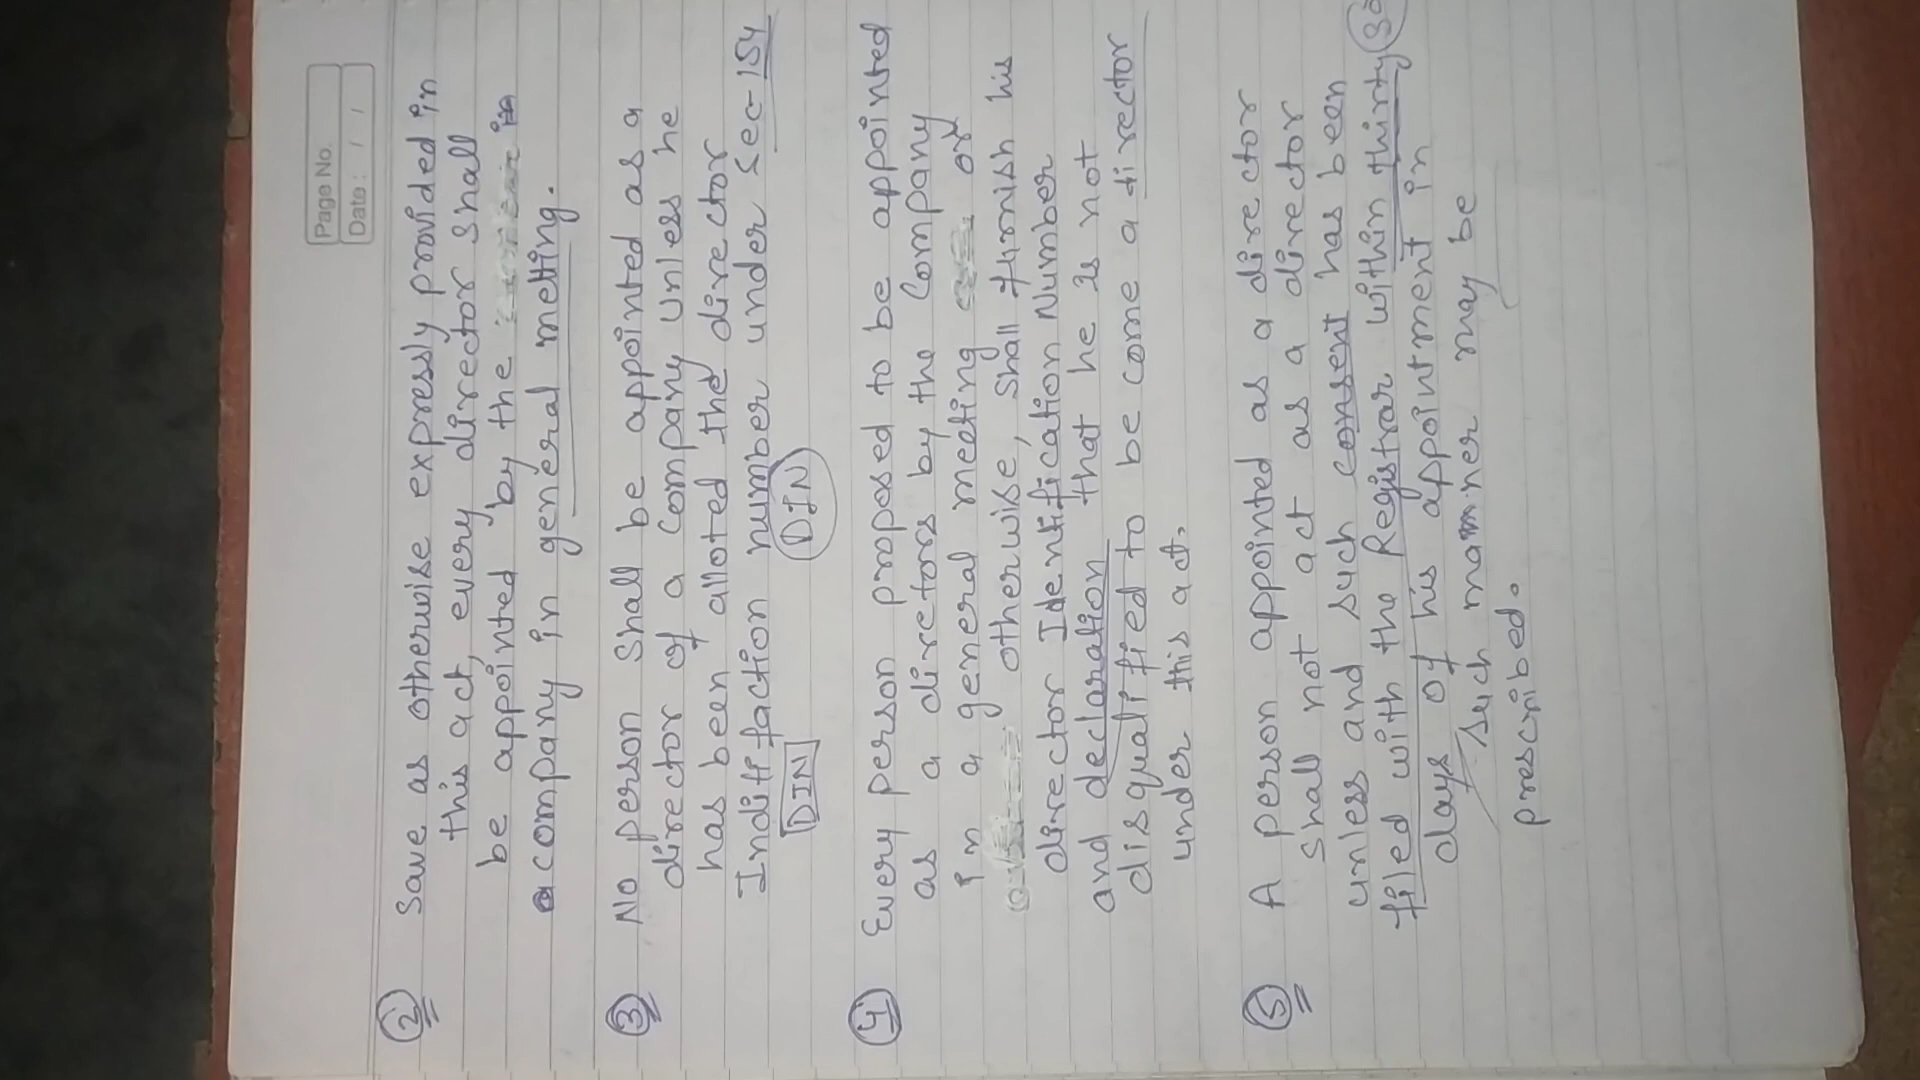 Page No.
Date: / /
② Save as otherwise expressly provided in
this act, every director shall
be appointed by the in
a company in general metting.
③ No person shall be appointed as a
director of a company unless he
has been alloted the director
Inditifaction number under Sec-154
DIN DIN
④ Every person proposed to be appointed
as a diretors by the Company
in a general meeting or
otherwise, shall furnish his
director Identification Number
and declaration that he is not
disqualified to be come a director
under this act.
⑤ A person appointed as a director
shall not act as a director
unless and such consent has been
filed with the Registrar within thirty 30
days of his appointment in
such manner may be
prescribed.